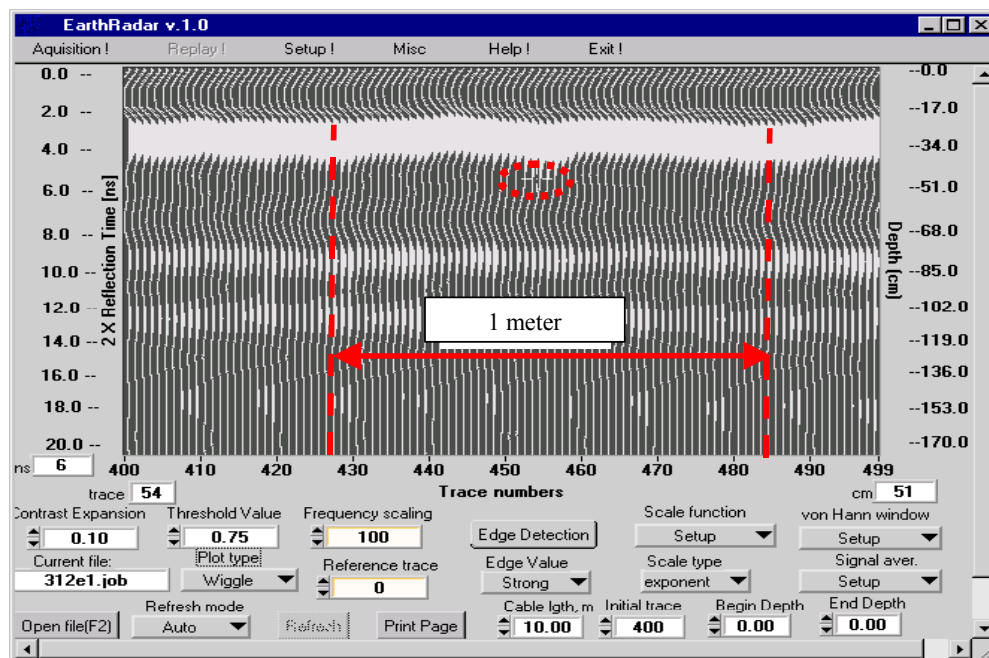 EarthRadar v.1.0
Aquisition ! Replay ! Setup ! Misc Help ! Exit !
0.0 -- --0.0
2.0 -- --17.0
4.0 -- --34.0
6.0 -- --51.0
8.0 -- --68.0
10.0 -- --85.0
12.0 -- --102.0
14.0 -- --119.0
16.0 -- --136.0
18.0 -- --153.0
20.0 -- --170.0
2 X Reflection Time [ns]
Depth (cm)
1 meter
ns 6
400 410 420 430 440 450 460 470 480 490 499
trace 54 Trace numbers cm 51
Contrast Expansion Threshold Value Frequency scaling Scale function von Hann window
0.10 0.75 100 Edge Detection Setup Setup
Current file: Plot type Reference trace Edge Value Scale type Signal aver.
312e1.job Wiggle 0 Strong exponent Setup
Refresh mode Cable lgth, m Initial trace Begin Depth End Depth
Open file(F2) Auto Refresh Print Page 10.00 400 0.00 0.00